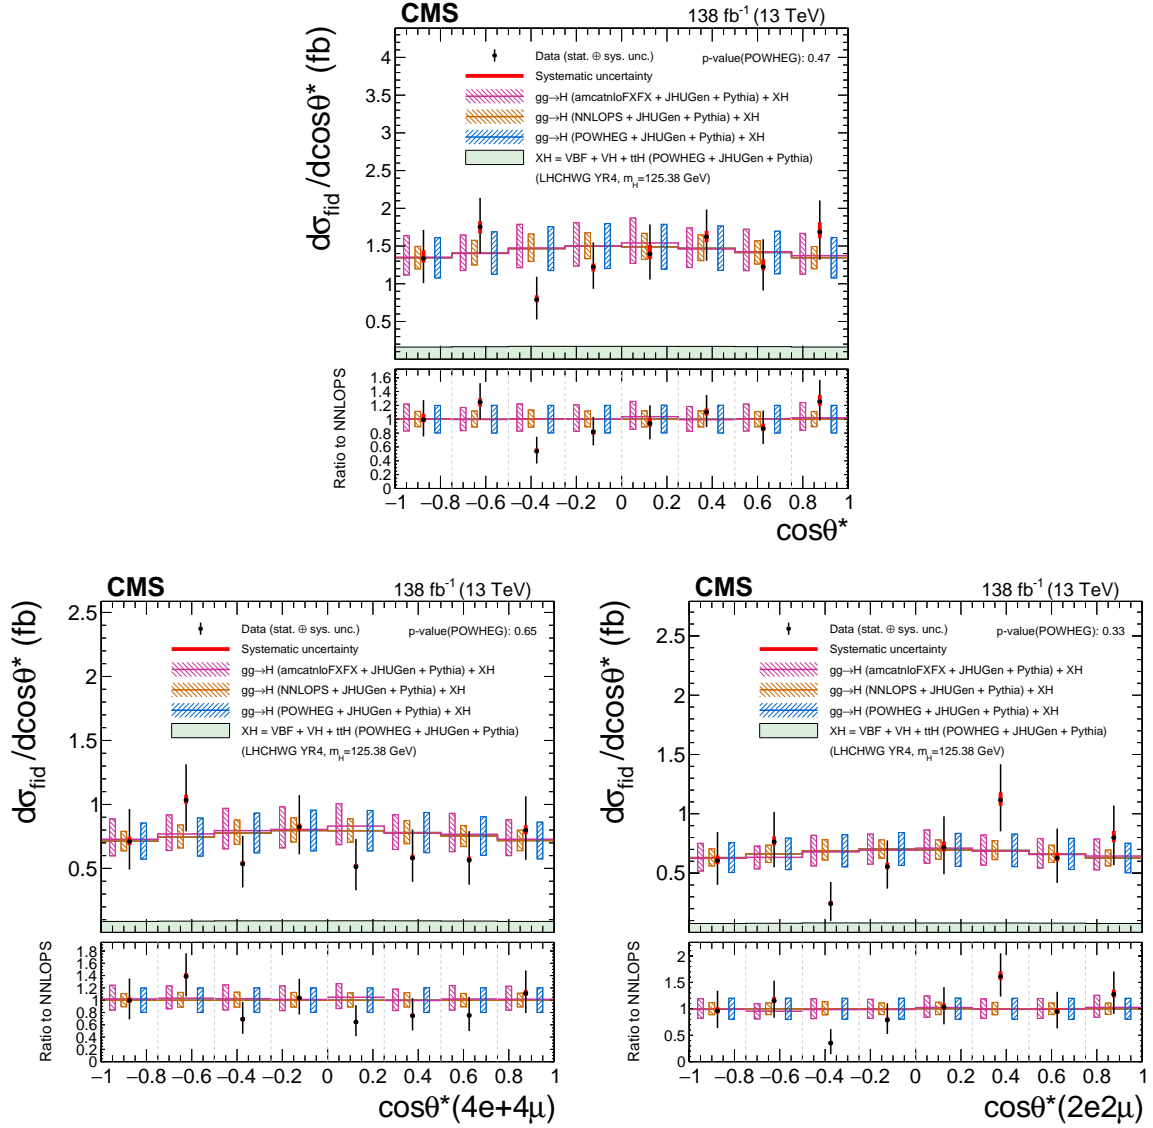 CMS 138 fb⁻¹ (13 TeV)
dσfid/dcosθ* (fb)
4
3.5
3
2.5
2
1.5
1
0.5
Data (stat. ⊕ sys. unc.) p-value(POWHEG): 0.47
Systematic uncertainty
gg→H (amcatnloFXFX + JHUGen + Pythia) + XH
gg→H (NNLOPS + JHUGen + Pythia) + XH
gg→H (POWHEG + JHUGen + Pythia) + XH
XH = VBF + VH + ttH (POWHEG + JHUGen + Pythia)
(LHCHWG YR4, mH=125.38 GeV)
Ratio to NNLOPS
1.6
1.4
1.2
1
0.8
0.6
0.4
0.2
0
−1 −0.8 −0.6 −0.4 −0.2 0 0.2 0.4 0.6 0.8 1
cosθ*
CMS 138 fb⁻¹ (13 TeV)
dσfid/dcosθ* (fb)
2.5
2
1.5
1
0.5
Data (stat. ⊕ sys. unc.) p-value(POWHEG): 0.65
Systematic uncertainty
gg→H (amcatnloFXFX + JHUGen + Pythia) + XH
gg→H (NNLOPS + JHUGen + Pythia) + XH
gg→H (POWHEG + JHUGen + Pythia) + XH
XH = VBF + VH + ttH (POWHEG + JHUGen + Pythia)
(LHCHWG YR4, mH=125.38 GeV)
Ratio to NNLOPS
1.8
1.6
1.4
1.2
1
0.8
0.6
0.4
0.2
0
−1 −0.8 −0.6 −0.4 −0.2 0 0.2 0.4 0.6 0.8 1
cosθ*(4e+4μ)
CMS 138 fb⁻¹ (13 TeV)
dσfid/dcosθ* (fb)
2.5
2
1.5
1
0.5
Data (stat. ⊕ sys. unc.) p-value(POWHEG): 0.33
Systematic uncertainty
gg→H (amcatnloFXFX + JHUGen + Pythia) + XH
gg→H (NNLOPS + JHUGen + Pythia) + XH
gg→H (POWHEG + JHUGen + Pythia) + XH
XH = VBF + VH + ttH (POWHEG + JHUGen + Pythia)
(LHCHWG YR4, mH=125.38 GeV)
Ratio to NNLOPS
2
1.5
1
0.5
0
−1 −0.8 −0.6 −0.4 −0.2 0 0.2 0.4 0.6 0.8 1
cosθ*(2e2μ)